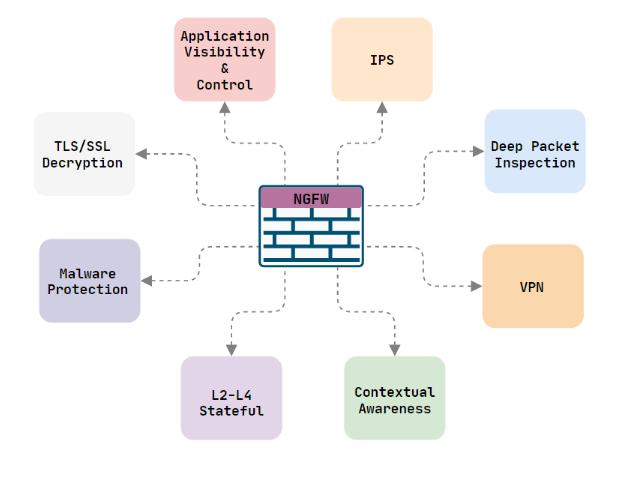 Application
Visibility
&
Control
IPS
TLS/SSL
Decryption
Deep Packet
Inspection
NGFW
Malware
Protection
VPN
L2-L4
Stateful
Contextual
Awareness